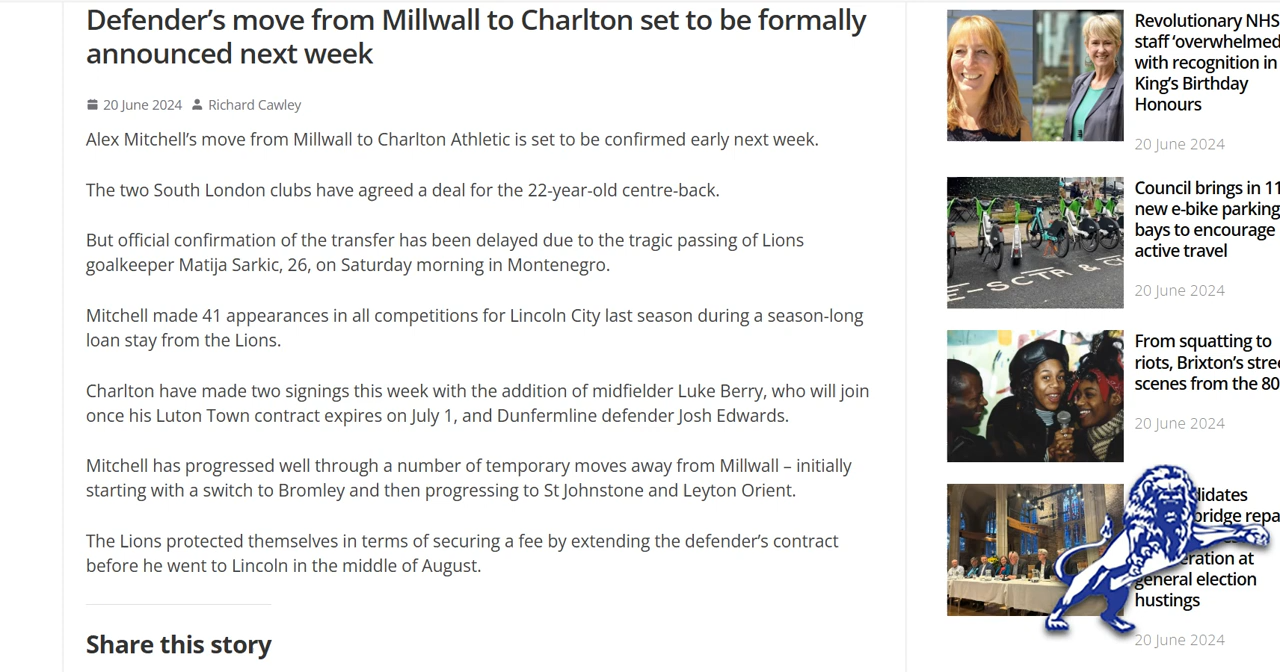 Defender’s move from Millwall to Charlton set to be formally
announced next week
20 June 2024 Richard Cawley
Alex Mitchell’s move from Millwall to Charlton Athletic is set to be confirmed early next week.
The two South London clubs have agreed a deal for the 22-year-old centre-back.
But official confirmation of the transfer has been delayed due to the tragic passing of Lions
goalkeeper Matija Sarkic, 26, on Saturday morning in Montenegro.
Mitchell made 41 appearances in all competitions for Lincoln City last season during a season-long
loan stay from the Lions.
Charlton have made two signings this week with the addition of midfielder Luke Berry, who will join
once his Luton Town contract expires on July 1, and Dunfermline defender Josh Edwards.
Mitchell has progressed well through a number of temporary moves away from Millwall – initially
starting with a switch to Bromley and then progressing to St Johnstone and Leyton Orient.
The Lions protected themselves in terms of securing a fee by extending the defender’s contract
before he went to Lincoln in the middle of August.
Share this story
Revolutionary NHS
staff ‘overwhelmed
with recognition in
King’s Birthday
Honours
20 June 2024
Council brings in 11
new e-bike parking
bays to encourage
active travel
E-SCTR &
20 June 2024
From squatting to
riots, Brixton’s
scenes from the 80
20 June 2024
bridge
at
general election
hustings
20 June 2024